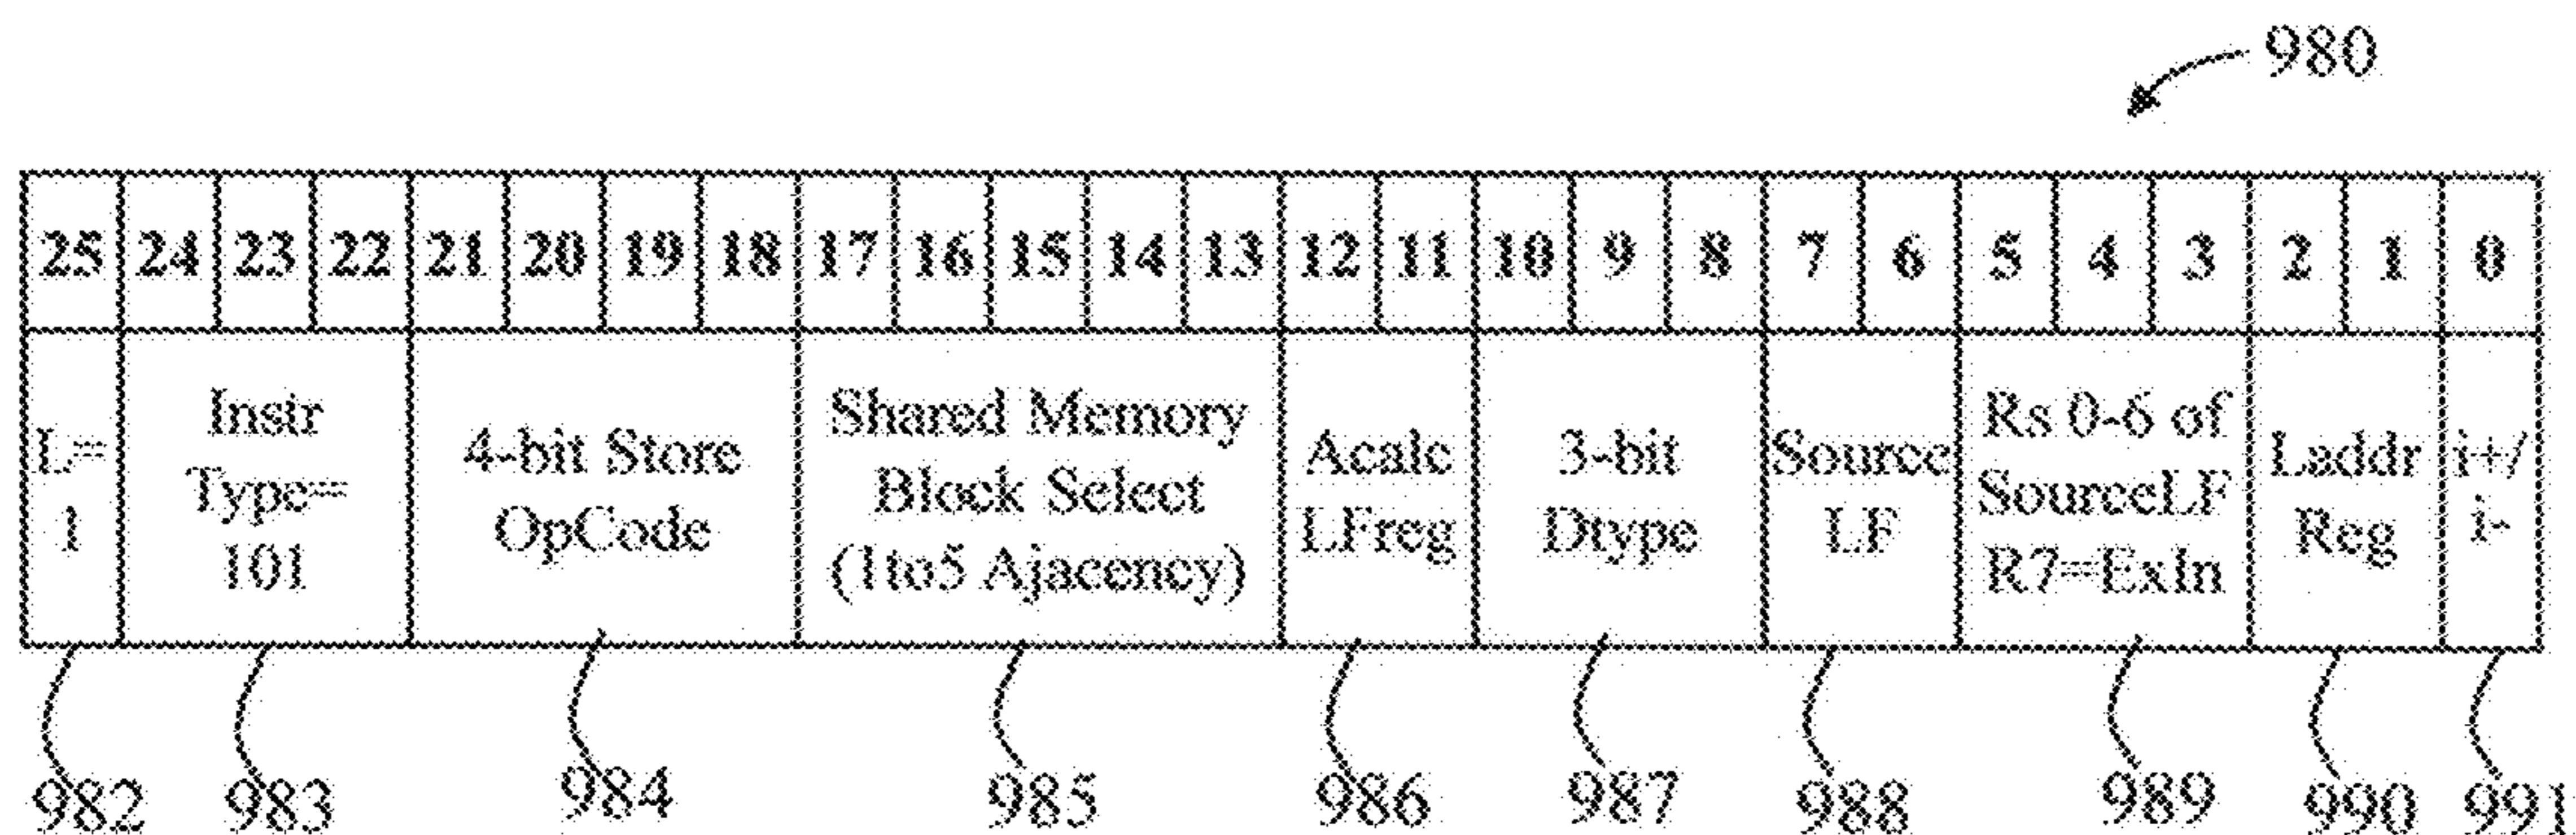 980
25 24 23 22 21 20 19 18 17 16 15 14 13 12 11 10 9 8 7 6 5 4 3 2 1 0
L=
1
Instr
Type=
101
4-bit Store
OpCode
Shared Memory
Block Select
(1to5 Ajacency)
Acalc
LFreg
3-bit
Dtype
Source
LF
Rs 0-6 of
SourceLF
R7=ExIn
Laddr
Reg
i+/
i-
982 983 984 985 986 987 988 989 990 991